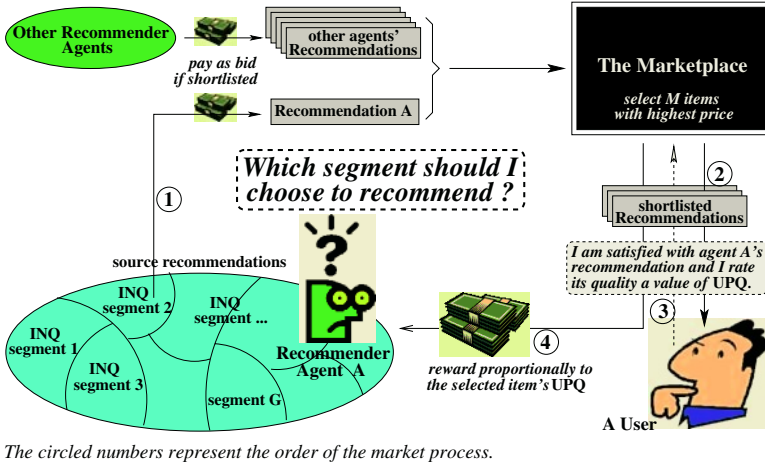 Other Recommender
Agents
pay as bid
if shortlisted
other agents'
Recommendations
Recommendation A
The Marketplace
select M items
with highest price
Which segment should I
choose to recommend ?
1
2
shortlisted
Recommendations
I am satisfied with agent A's
recommendation and I rate
its quality a value of UPQ.
3
source recommendations
?
INQ
segment 1
INQ
segment 2
INQ
segment ...
INQ
segment 3
segment G
Recommender
Agent A
4
reward proportionally to
the selected item's UPQ
A User
The circled numbers represent the order of the market process.